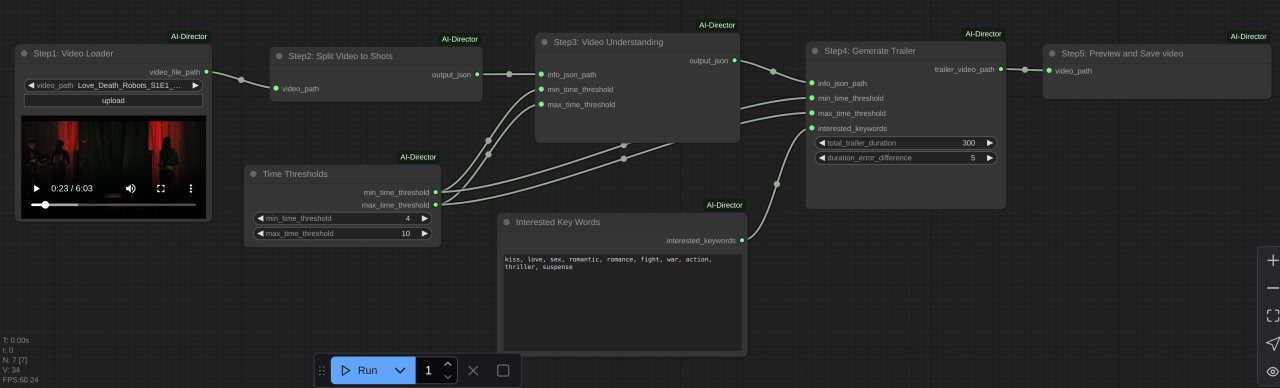 AI-Director
Step1: Video Loader
video_file_path
video_path Love_Death_Robots_S1E1_...
upload
0:23 / 6:03
AI-Director
Step2: Split Video to Shots
output_json
video_path
AI-Director
Time Thresholds
min_time_threshold
max_time_threshold
min_time_threshold 4
max_time_threshold 10
AI-Director
Step3: Video Understanding
output_json
info_json_path
min_time_threshold
max_time_threshold
AI-Director
Interested Key Words
interested_keywords
kiss, love, sex, romantic, romance, fight, war, action,
thriller, suspense
AI-Director
Step4: Generate Trailer
trailer_video_path
info_json_path
min_time_threshold
max_time_threshold
interested_keywords
total_trailer_duration 300
duration_error_difference 5
AI-Director
Step5: Preview and Save video
video_path
T: 0.00s
I: 0
N: 7 [7]
V: 34
FPS:60.24
Run 1